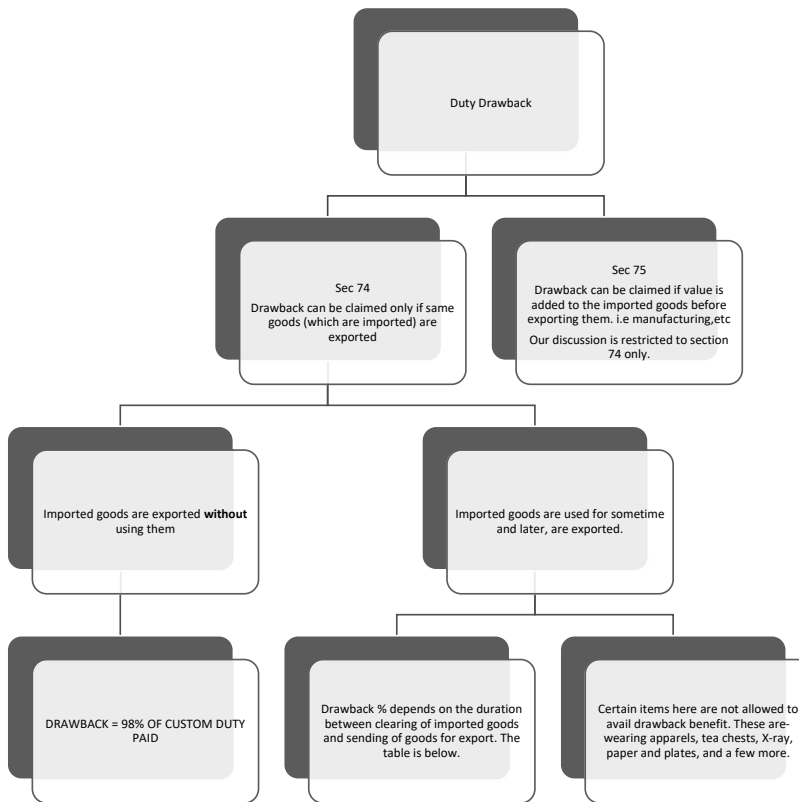 Duty Drawback
Sec 74
Drawback can be claimed only if same
goods (which are imported) are
exported
Sec 75
Drawback can be claimed if value is
added to the imported goods before
exporting them. i.e manufacturing,etc
Our discussion is restricted to section
74 only.
Imported goods are exported without
using them
Imported goods are used for sometime
and later, are exported.
DRAWBACK = 98% OF CUSTOM DUTY
PAID
Drawback % depends on the duration
between clearing of imported goods
and sending of goods for export. The
table is below.
Certain items here are not allowed to
avail drawback benefit. These are-
wearing apparels, tea chests, X-ray,
paper and plates, and a few more.